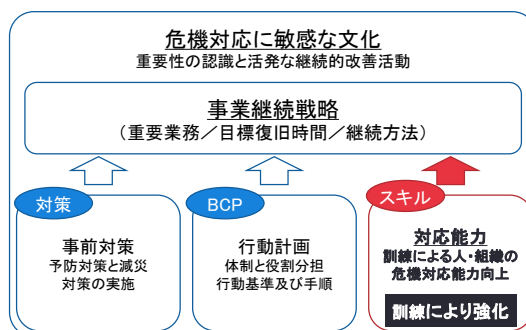 危機対応に敏感な文化
重要性の認識と活発な継続的改善活動
事業継続戦略
（重要業務／目標復旧時間／継続方法）
対策
事前対策
予防対策と減災
対策の実施
BCP
行動計画
体制と役割分担
行動基準及び手順
スキル
対応能力
訓練による人・組織の
危機対応能力向上
訓練により強化